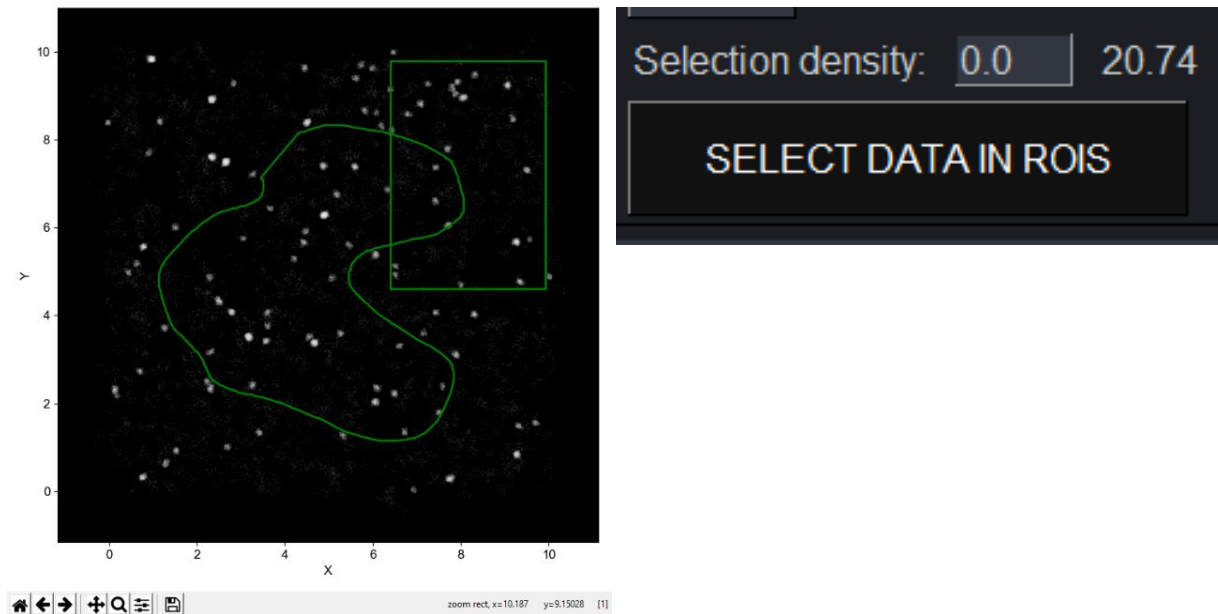 10
8
6
4
2
0
Y
0 2 4 6 8 10
X
zoom rect, x=10.187 y=9.15028 [1]
Selection density: 0.0 20.74
SELECT DATA IN ROIS